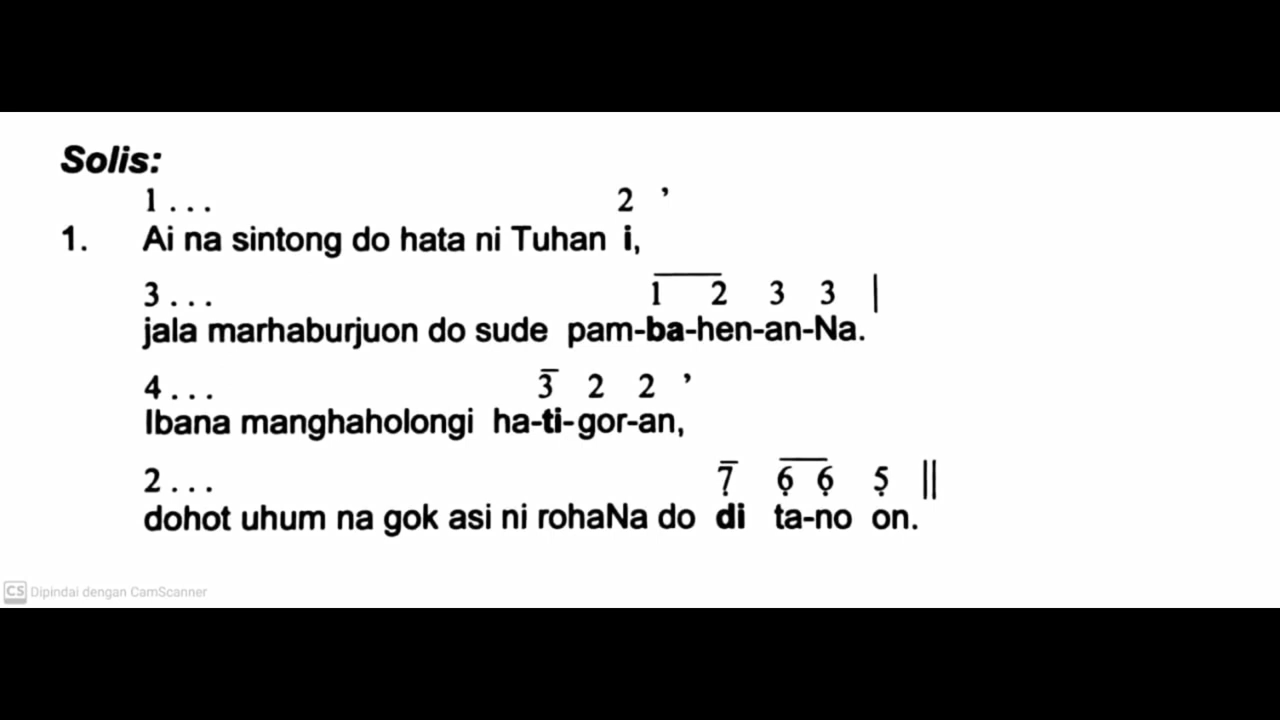 Solis:
1 . . . 2 ’
1. Ai na sintong do hata ni Tuhan i,
3 . . . 1̅ 2̅ 3 3 |
jala marhaburjuon do sude pam-ba-hen-an-Na.
4 . . . 3̅ 2 2 ’
Ibana manghaholongi ha-ti-gor-an,
2 . . . 7̣̅ 6̣̅ 6̣̅ 5̣ ||
dohot uhum na gok asi ni rohaNa do di ta-no on.
CS Dipindai dengan CamScanner